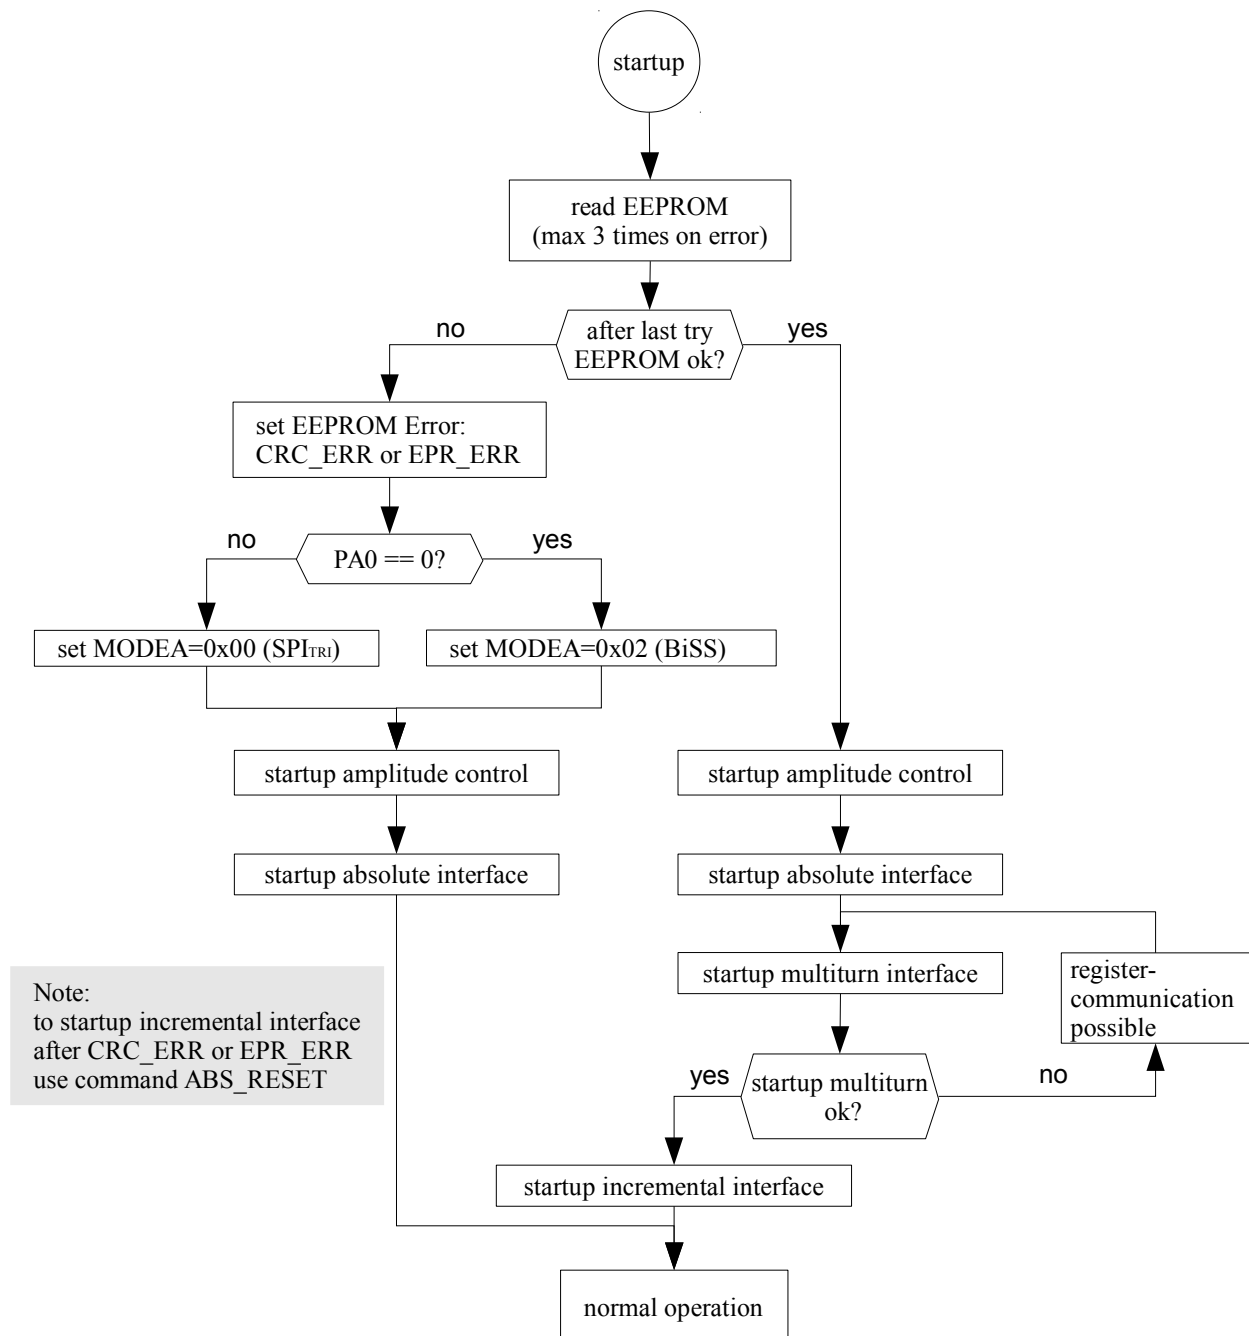 startup
read EEPROM
(max 3 times on error)
no
after last try
EEPROM ok?
yes
set EEPROM Error:
CRC_ERR or EPR_ERR
no
PA0 == 0?
yes
set MODEA=0x00 (SPITRI)
set MODEA=0x02 (BiSS)
startup amplitude control
startup amplitude control
startup absolute interface
startup absolute interface
startup multiturn interface
register-
communication
possible
Note:
to startup incremental interface
after CRC_ERR or EPR_ERR
use command ABS_RESET
yes
startup multiturn
ok?
no
startup incremental interface
normal operation